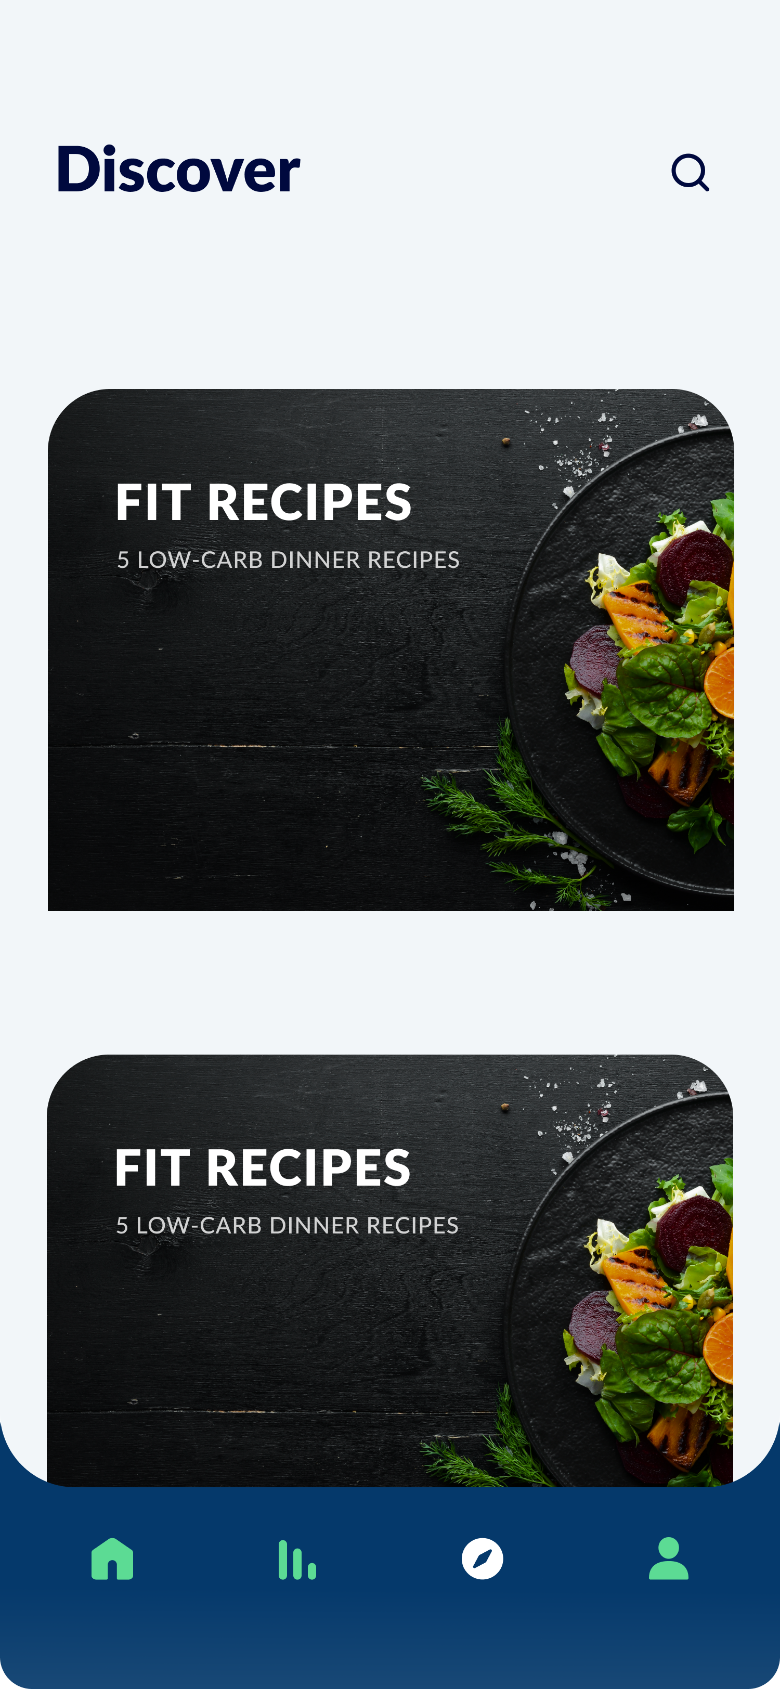 Discover
FIT RECIPES
5 LOW-CARB DINNER RECIPES
FIT RECIPES
5 LOW-CARB DINNER RECIPES